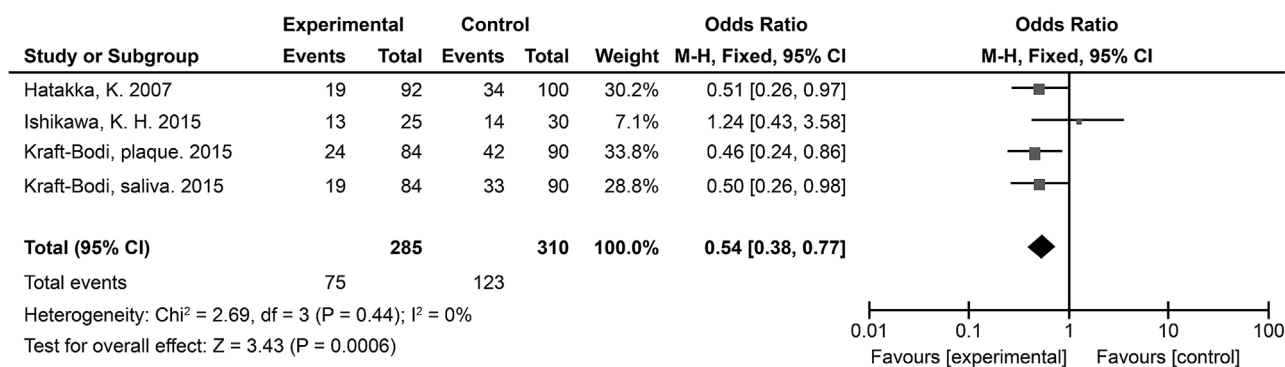 Experimental Control Odds Ratio Odds Ratio
Study or Subgroup Events Total Events Total Weight M-H, Fixed, 95% CI M-H, Fixed, 95% CI
Hatakka, K. 2007 19 92 34 100 30.2% 0.51 [0.26, 0.97]
Ishikawa, K. H. 2015 13 25 14 30 7.1% 1.24 [0.43, 3.58]
Kraft-Bodi, plaque. 2015 24 84 42 90 33.8% 0.46 [0.24, 0.86]
Kraft-Bodi, saliva. 2015 19 84 33 90 28.8% 0.50 [0.26, 0.98]
Total (95% CI) 285 310 100.0% 0.54 [0.38, 0.77]
Total events 75 123
Heterogeneity: Chi² = 2.69, df = 3 (P = 0.44); I² = 0%
Test for overall effect: Z = 3.43 (P = 0.0006)
0.01 0.1 1 10 100
Favours [experimental] Favours [control]